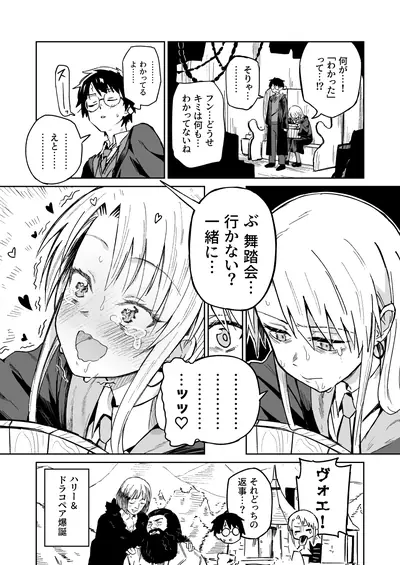 何が…！
「わかった」
って…!?
そりゃ…
フン…どうせ
キミは何も…
わかってないね
……
わかってる
よ…
ス…
……
えと…
ぶ 舞踏会…
行かない？
一緒に…
………
………
………
…ッッ♡
ヴォエ！
それどっちの
返事…？
ハリー＆
ドラコペア爆誕